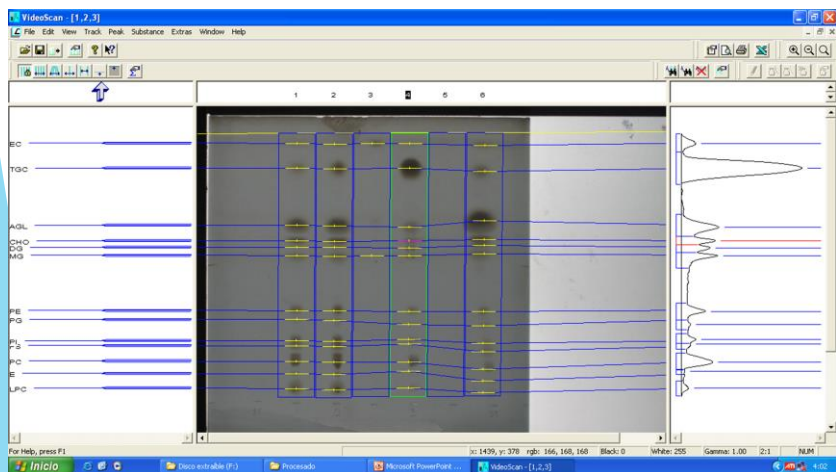 VideoScan - [1,2,3]
File Edit View Track Peak Substance Extras Window Help
1 2 3 4 5 6
EC
TGC
AGL
CHO
DG
MG
PE
PG
PI
PC
E
LPC
For Help, press F1
x: 1439, y: 378 rgb: 166, 168, 168 Black: 0 White: 255 Gamma: 1.00 2:1 NUM
Inicio Disco extraible (F:) Procesado Microsoft PowerPoint ... VideoScan - [1,2,3] 4:02